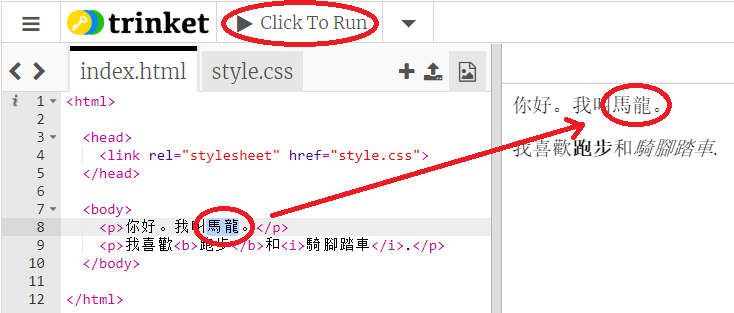 trinket Click To Run
index.html style.css
1 <html>
2
3 <head>
4 <link rel="stylesheet" href="style.css">
5 </head>
6
7 <body>
8 <p>你好。我叫馬龍。</p>
9 <p>我喜歡<b>跑步</b>和<i>騎腳踏車</i>.</p>
10 </body>
11
12 </html>
你好。我叫馬龍。
我喜歡跑步和騎腳踏車.